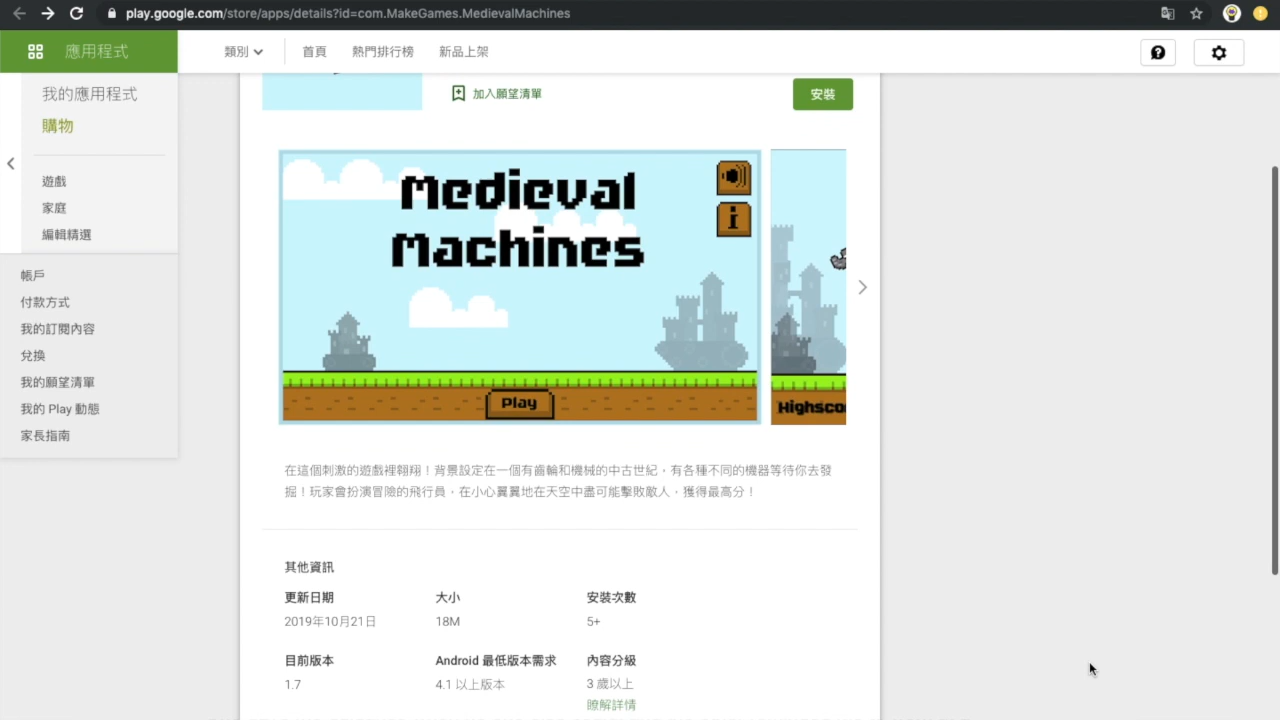 play.google.com/store/apps/details?id=com.MakeGames.MedievalMachines
應用程式
類別
首頁
熱門排行榜
新品上架
我的應用程式
購物
遊戲
家庭
編輯精選
帳戶
付款方式
我的訂閱內容
兌換
我的願望清單
我的 Play 動態
家長指南
加入願望清單
安裝
Medieval
Machines
Play
Highsco
在這個刺激的遊戲裡翱翔！背景設定在一個有齒輪和機械的中古世紀，有各種不同的機器等待你去發
掘！玩家會扮演冒險的飛行員，在小心翼翼地在天空中盡可能擊敗敵人，獲得最高分！
其他資訊
更新日期
大小
安裝次數
2019年10月21日
18M
5+
目前版本
Android 最低版本需求
內容分級
1.7
4.1 以上版本
3 歲以上
瞭解詳情